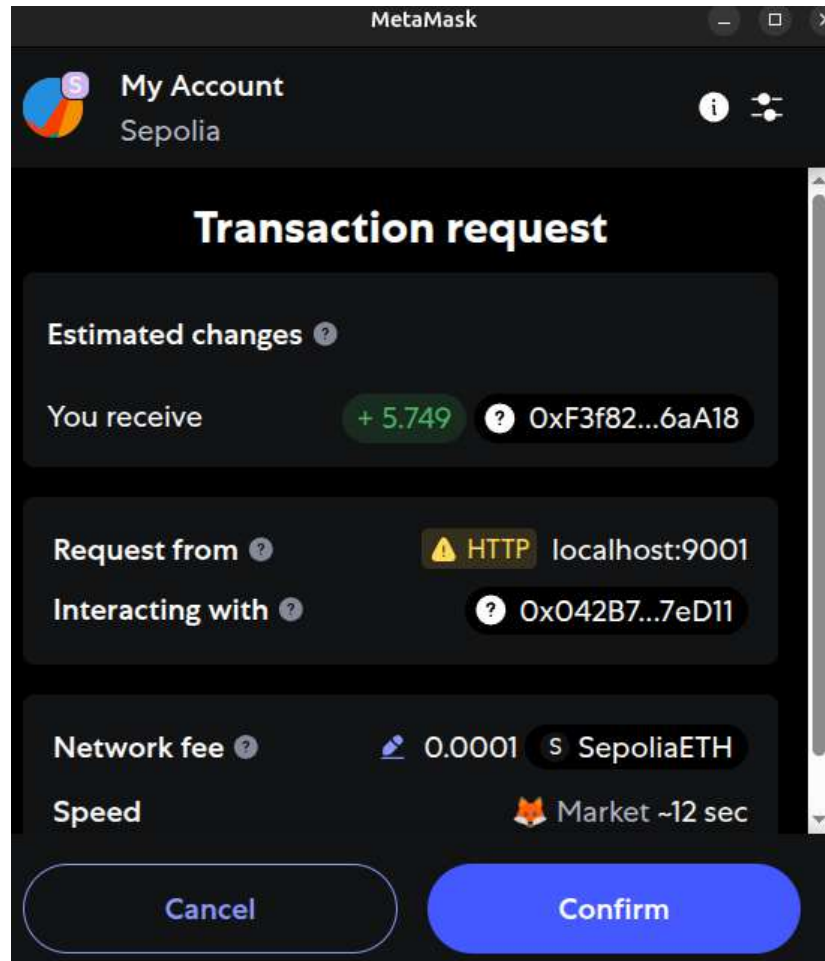 MetaMask
S
My Account
Sepolia
i
Transaction request
Estimated changes ?
You receive + 5.749 ? 0xF3f82...6aA18
Request from ? HTTP localhost:9001
Interacting with ? 0x042B7...7eD11
Network fee ? 0.0001 S SepoliaETH
Speed Market ~12 sec
Cancel Confirm